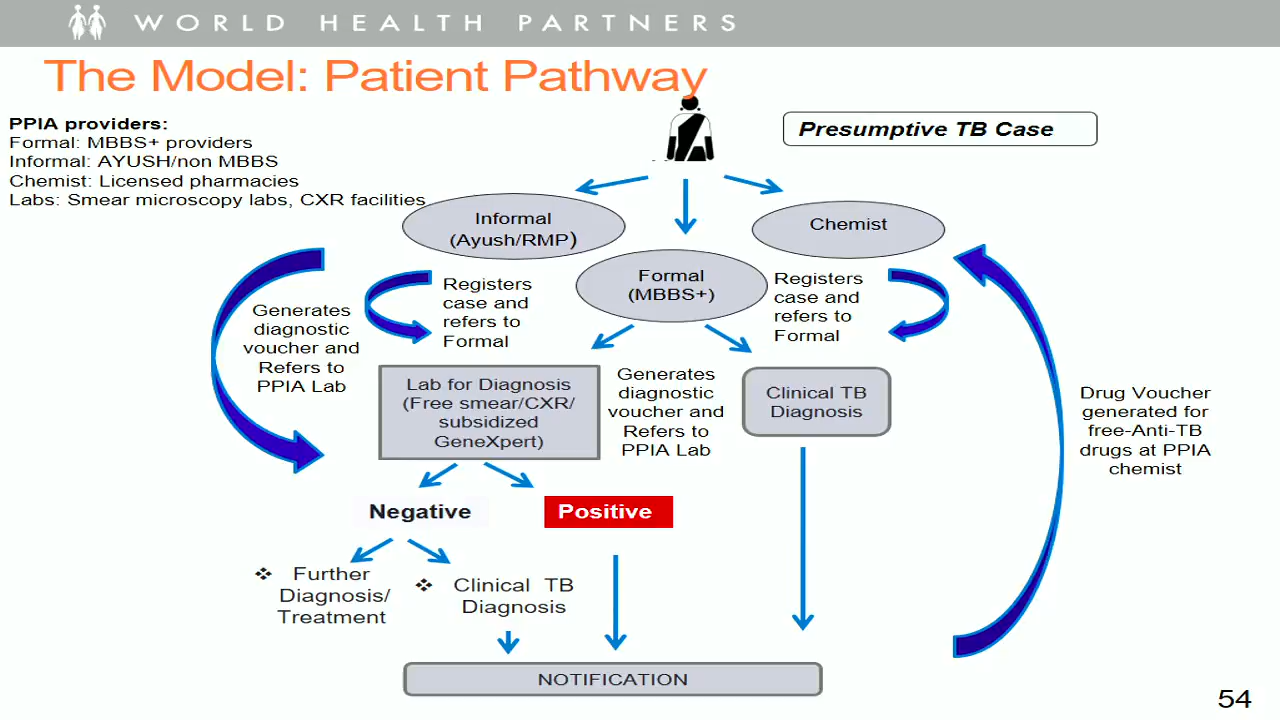 WORLD HEALTH PARTNERS
The Model: Patient Pathway
PPIA providers:
Formal: MBBS+ providers
Informal: AYUSH/non MBBS
Chemist: Licensed pharmacies
Labs: Smear microscopy labs, CXR facilities
Presumptive TB Case
Informal
(Ayush/RMP)
Chemist
Formal
(MBBS+)
Generates
diagnostic
voucher and
Refers to
PPIA Lab
Registers
case and
refers to
Formal
Registers
case and
refers to
Formal
Lab for Diagnosis
(Free smear/CXR/
subsidized
GeneXpert)
Generates
diagnostic
voucher and
Refers to
PPIA Lab
Clinical TB
Diagnosis
Drug Voucher
generated for
free-Anti-TB
drugs at PPIA
chemist
Negative
Positive
❖ Further
Diagnosis/
Treatment
❖ Clinical TB
Diagnosis
NOTIFICATION
54